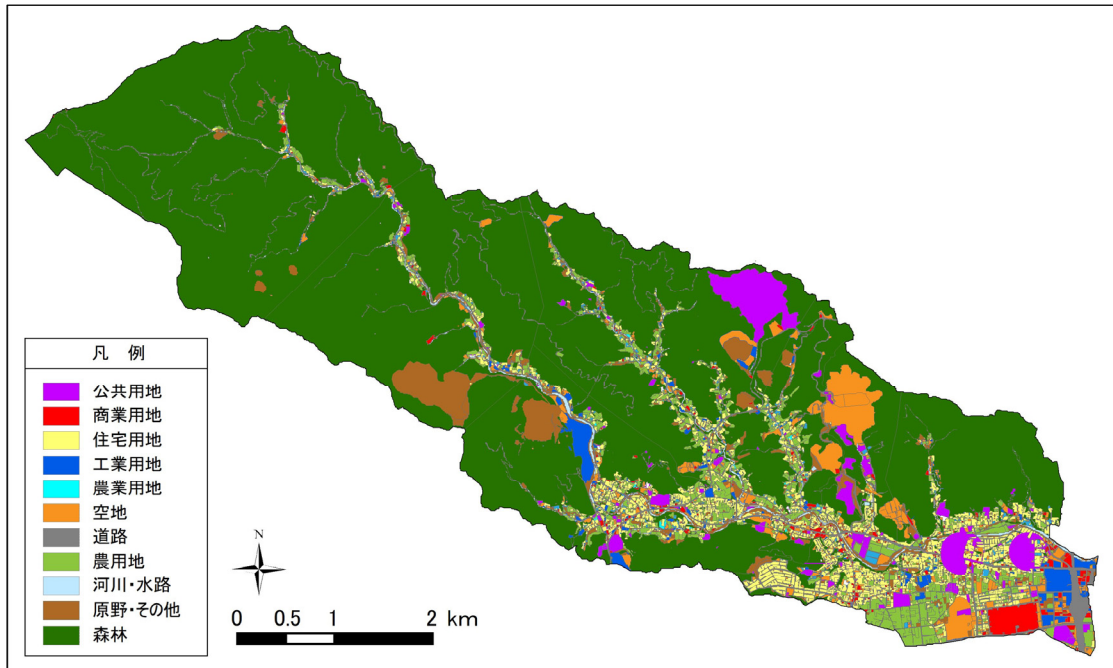 凡 例
公共用地
商業用地
住宅用地
工業用地
農業用地
空地
道路
農用地
河川・水路
原野・その他
森林
N
0 0.5 1 2 km